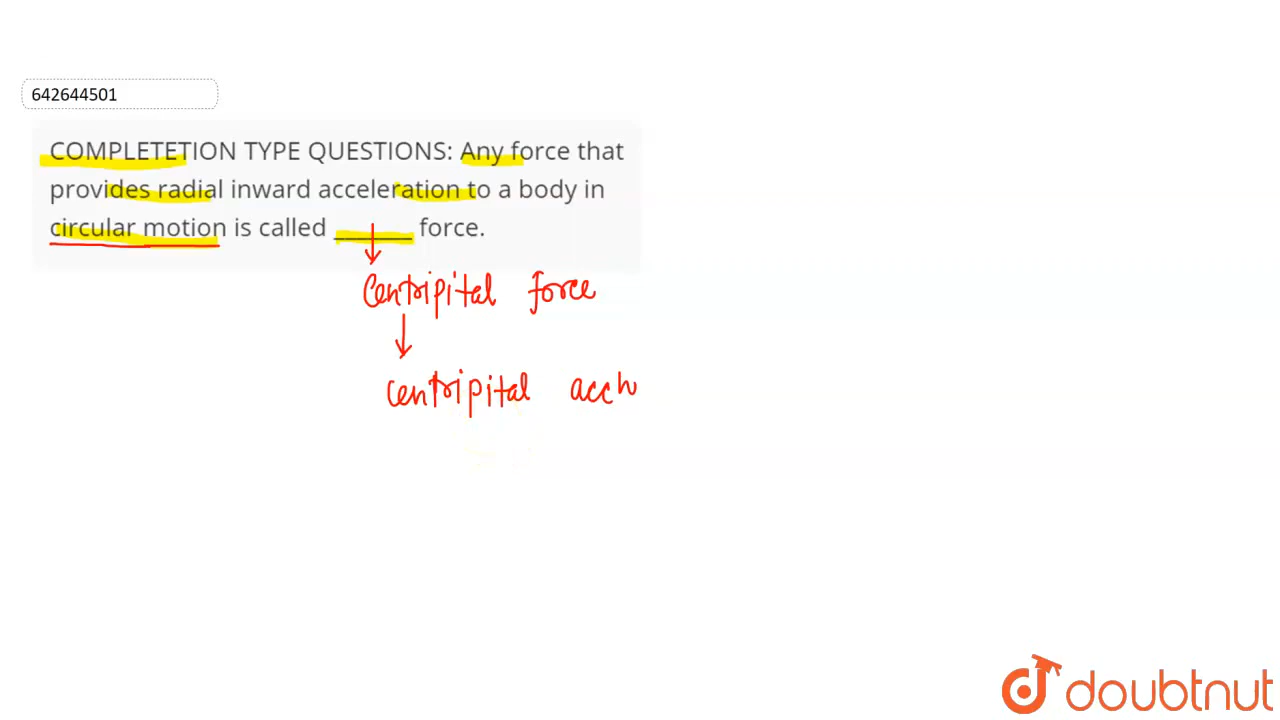 642644501
COMPLETETION TYPE QUESTIONS: Any force that
provides radial inward acceleration to a body in
circular motion is called _______ force.
Centripital force
centripital accn
doubtnut